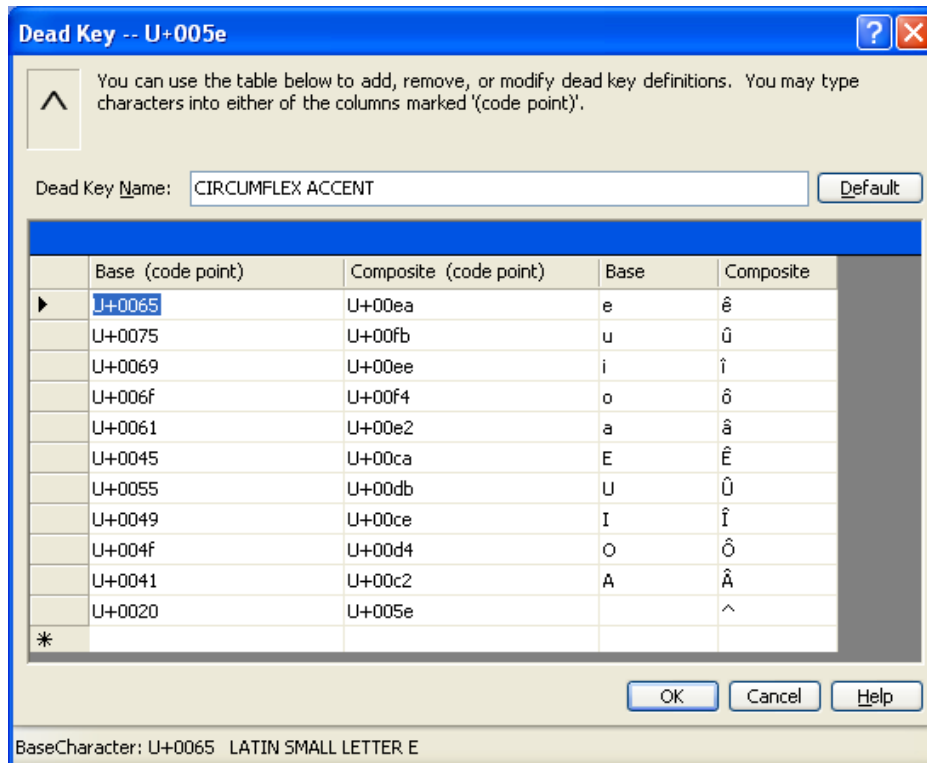 Dead Key -- U+005e
^
You can use the table below to add, remove, or modify dead key definitions. You may type
characters into either of the columns marked '(code point)'.
Dead Key Name: CIRCUMFLEX ACCENT Default
Base (code point) Composite (code point) Base Composite
U+0065 U+00ea e ê
U+0075 U+00fb u û
U+0069 U+00ee i î
U+006f U+00f4 o ô
U+0061 U+00e2 a â
U+0045 U+00ca E Ê
U+0055 U+00db U Û
U+0049 U+00ce I Î
U+004f U+00d4 O Ô
U+0041 U+00c2 A Â
U+0020 U+005e ^
OK Cancel Help
BaseCharacter: U+0065 LATIN SMALL LETTER E